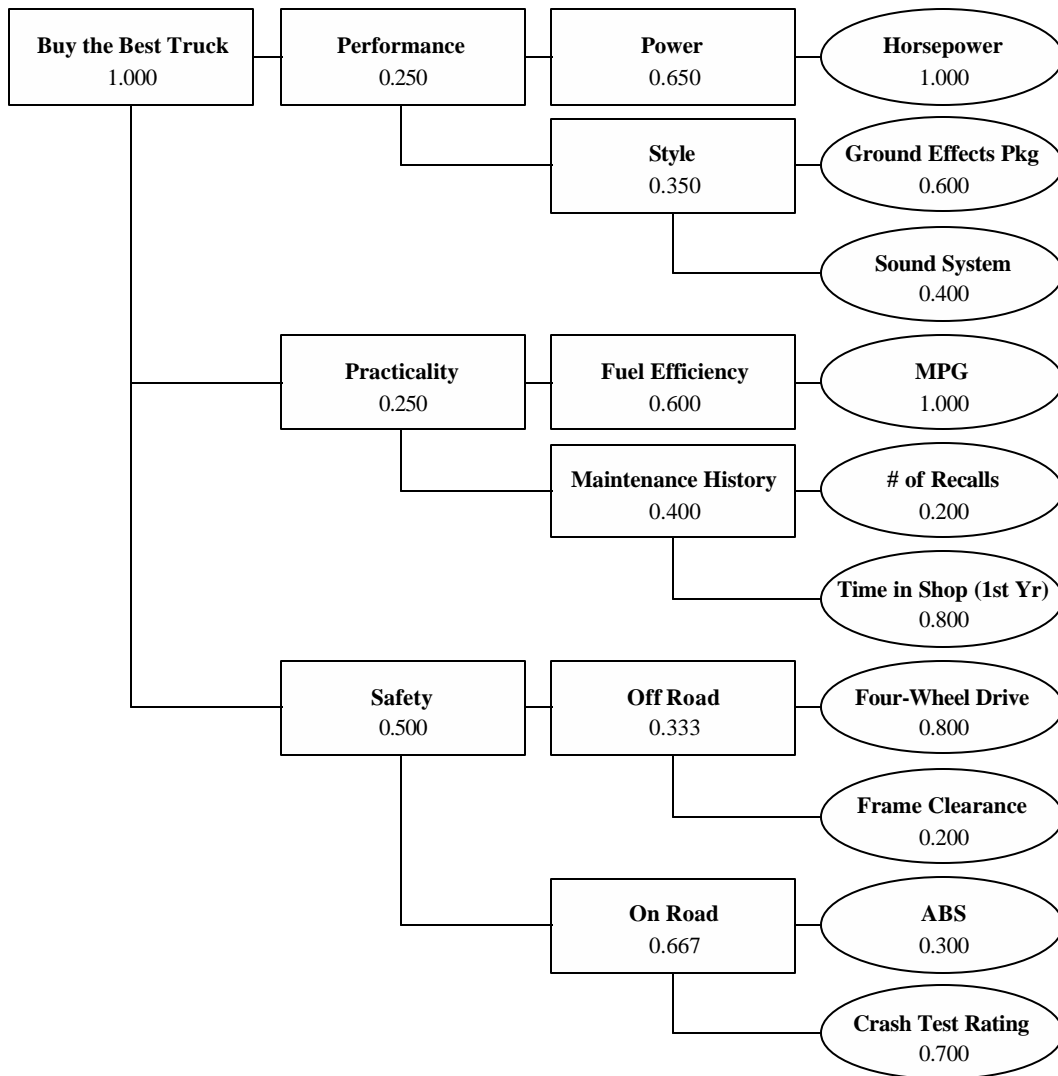 Buy the Best Truck
1.000
Performance
0.250
Power
0.650
Horsepower
1.000
Style
0.350
Ground Effects Pkg
0.600
Sound System
0.400
Practicality
0.250
Fuel Efficiency
0.600
MPG
1.000
Maintenance History
0.400
# of Recalls
0.200
Time in Shop (1st Yr)
0.800
Safety
0.500
Off Road
0.333
Four-Wheel Drive
0.800
Frame Clearance
0.200
On Road
0.667
ABS
0.300
Crash Test Rating
0.700